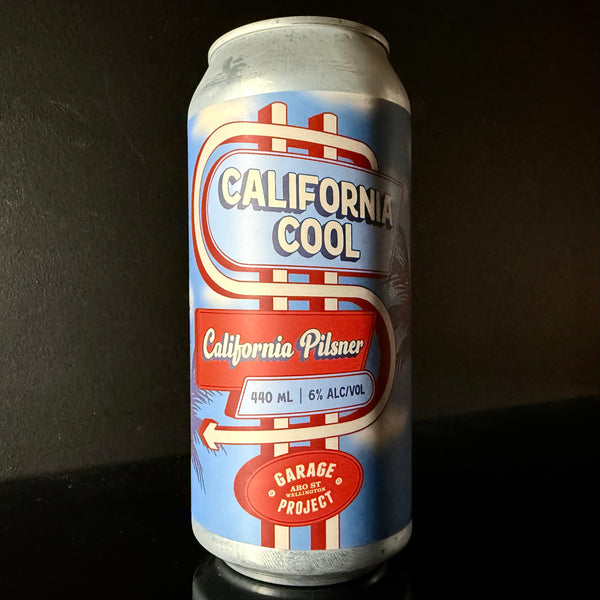 CALIFORNIA
COOL
California Pilsner
440 ML | 6% ALC/VOL
GARAGE
ARO ST
WELLINGTON
PROJECT